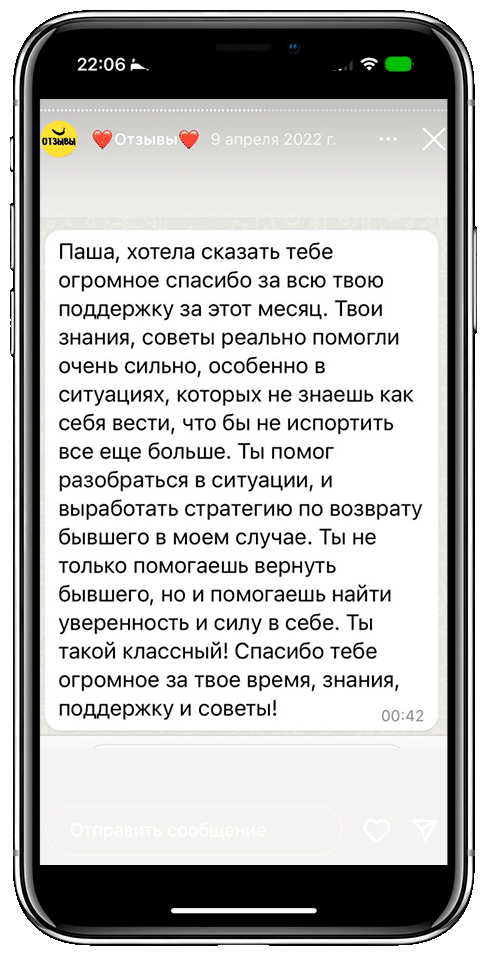 22:06
ОТЗЫВЫ
❤️Отзывы❤️ 9 апреля 2022 г.
Паша, хотела сказать тебе
огромное спасибо за всю твою
поддержку за этот месяц. Твои
знания, советы реально помогли
очень сильно, особенно в
ситуациях, которых не знаешь как
себя вести, что бы не испортить
все еще больше. Ты помог
разобраться в ситуации, и
выработать стратегию по возврату
бывшего в моем случае. Ты не
только помогаешь вернуть
бывшего, но и помогаешь найти
уверенность и силу в себе. Ты
такой классный! Спасибо тебе
огромное за твое время, знания,
поддержку и советы!
00:42
Отправить сообщение